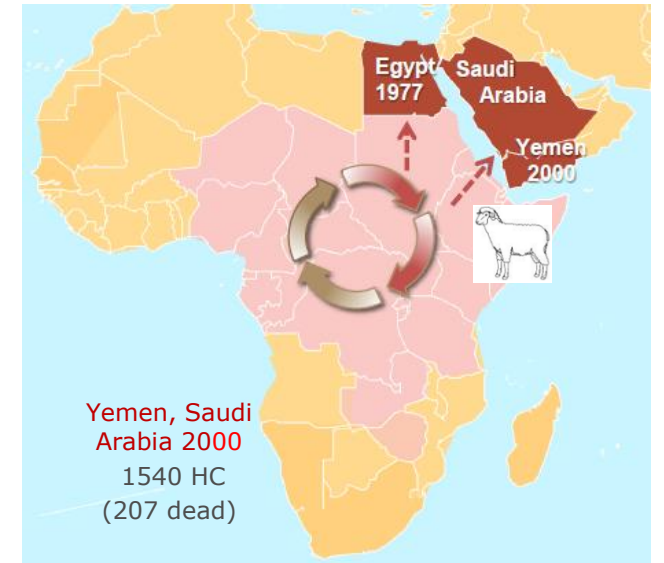 Egypt
1977
Saudi
Arabia
Yemen
2000
Yemen, Saudi
Arabia 2000
1540 HC
(207 dead)